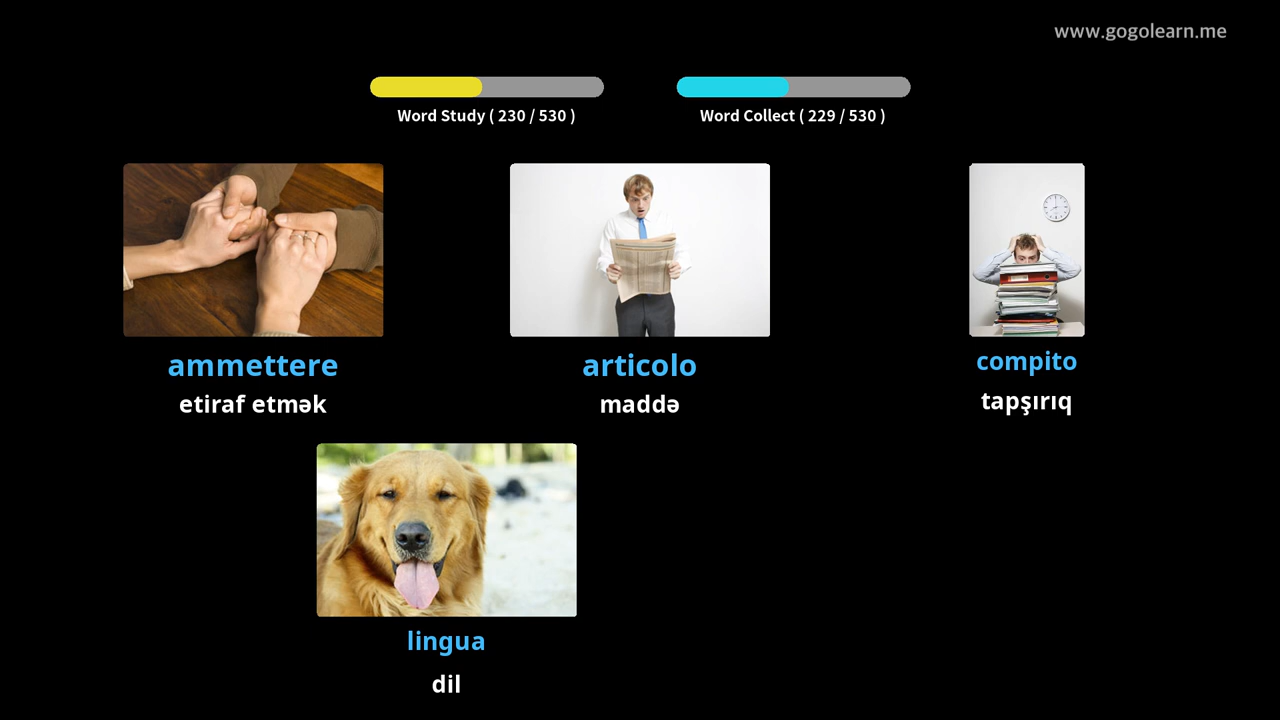 www.gogolearn.me
Word Study ( 230 / 530 )
Word Collect ( 229 / 530 )
ammettere
etiraf etmək
articolo
maddə
compito
tapşırıq
lingua
dil